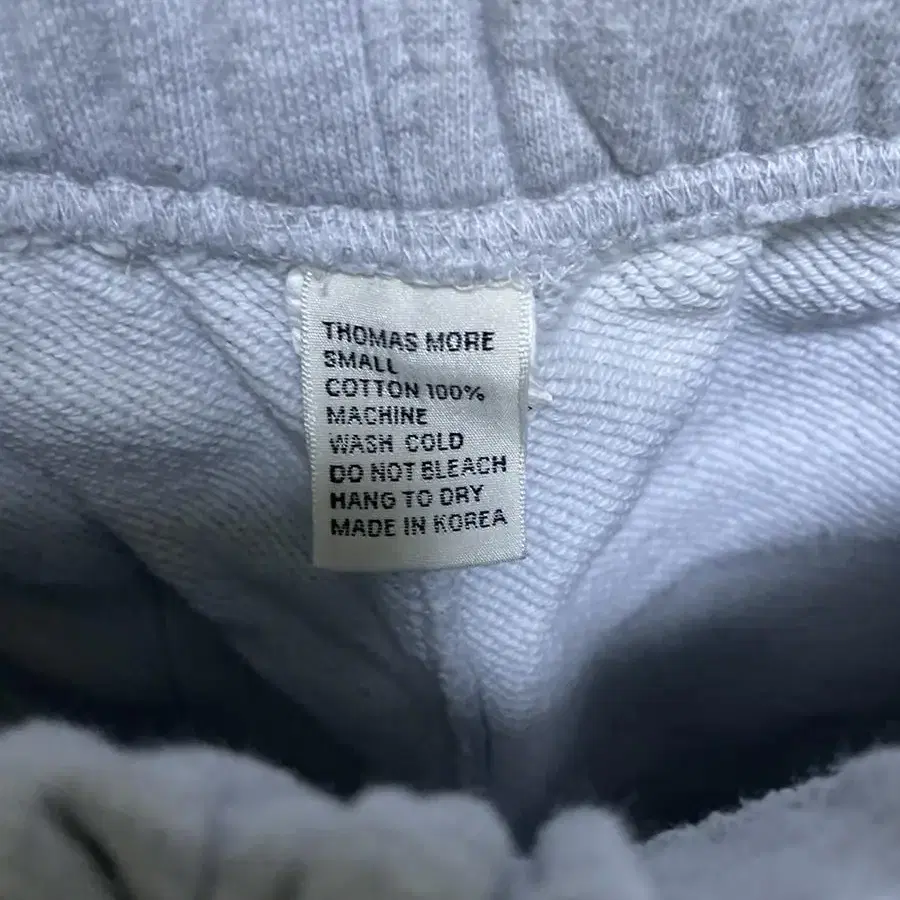 THOMAS MORE
SMALL
COTTON 100%
MACHINE
WASH COLD
DO NOT BLEACH
HANG TO DRY
MADE IN KOREA